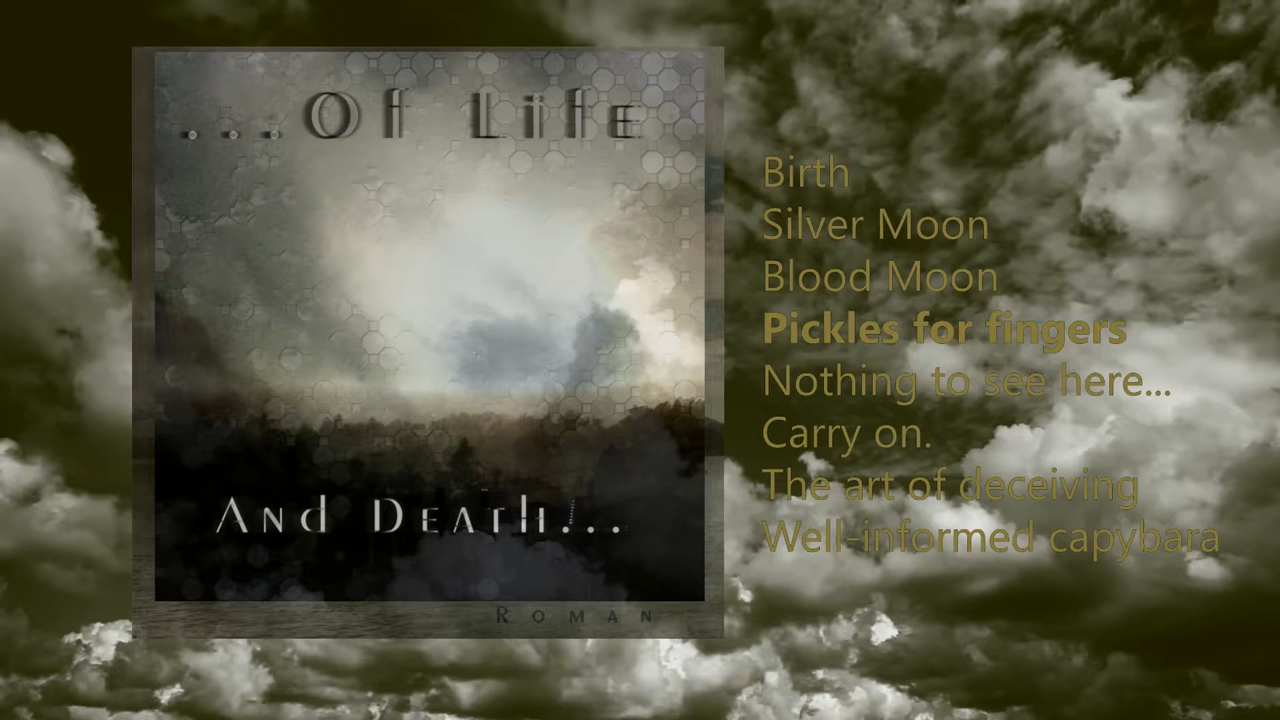 ...Of Life
And Death!..
Roman
Birth
Silver Moon
Blood Moon
Pickles for fingers
Nothing to see here...
Carry on.
The art of deceiving
Well-informed capybara